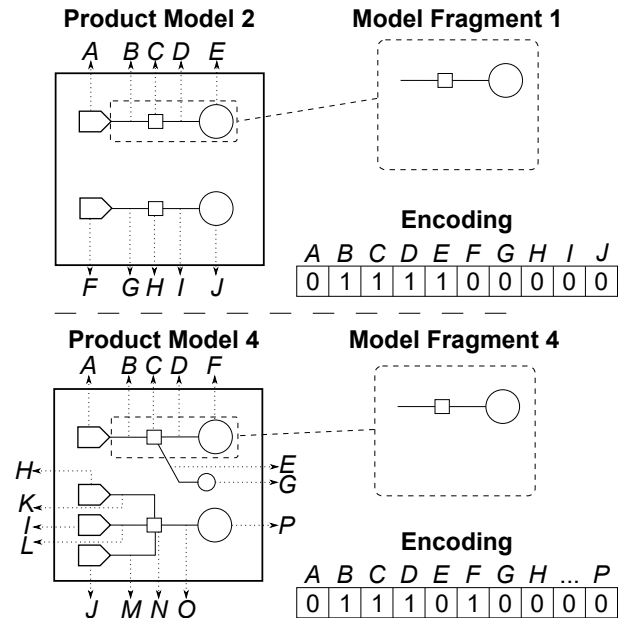 Product Model 2
Model Fragment 1
A B C D E
F G H I J
Encoding
A B C D E F G H I J
0 1 1 1 1 0 0 0 0 0
Product Model 4
Model Fragment 4
A B C D F
H
E
G
K
I
P
L
J M N O
Encoding
A B C D E F G H ... P
0 1 1 1 0 1 0 0 0 0